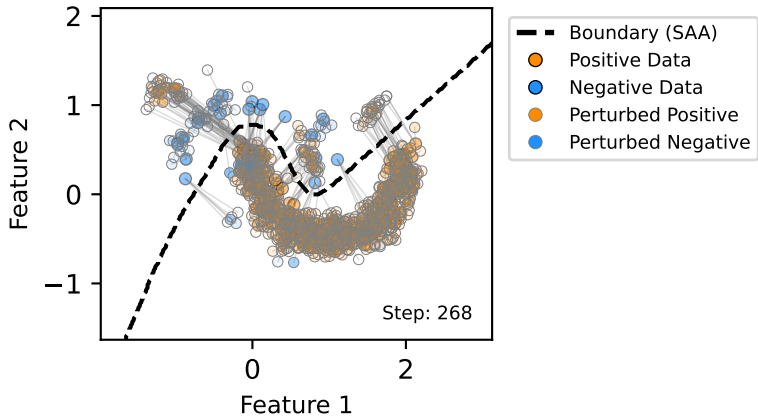 2
1
0
−1
Feature 2
0
2
Feature 1
Step: 268
Boundary (SAA)
Positive Data
Negative Data
Perturbed Positive
Perturbed Negative